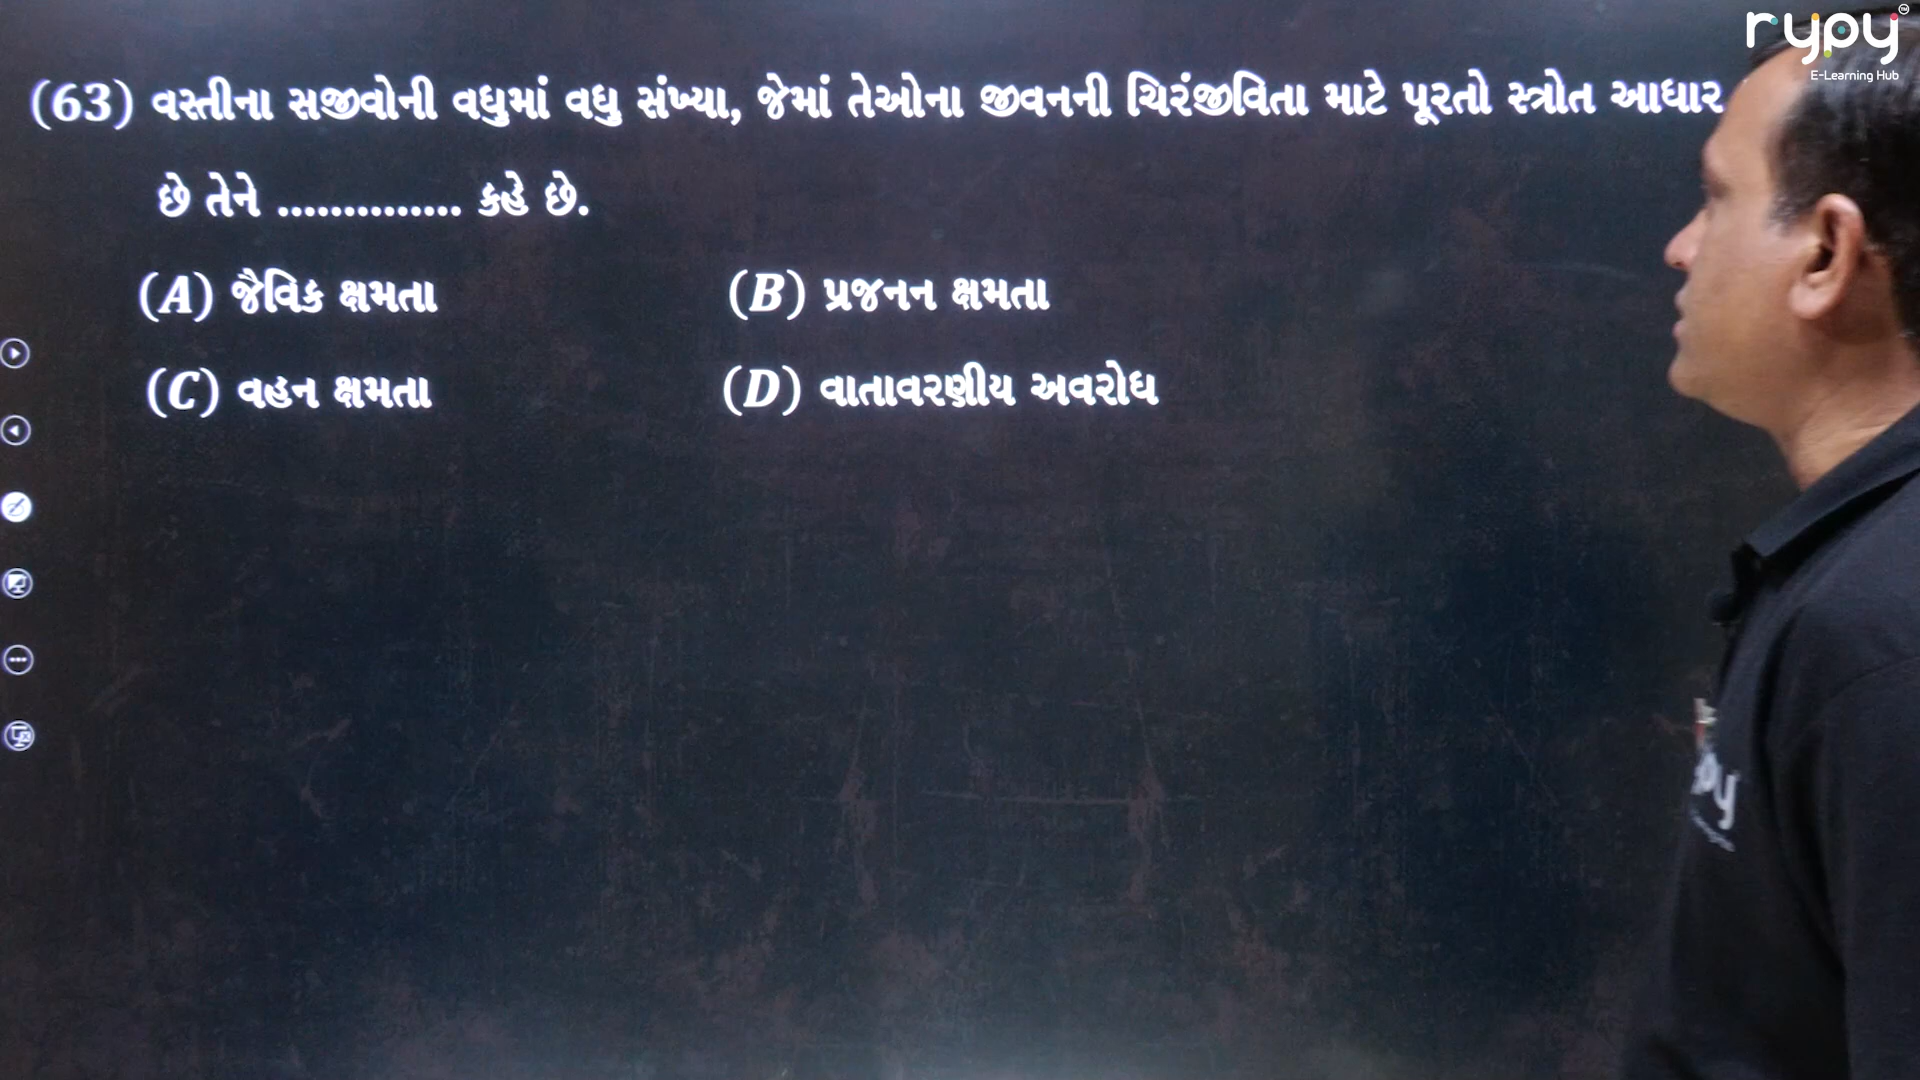 rypy
E-Learning Hub
(63) વસ્તીના સજીવોની વધુમાં વધુ સંખ્યા, જેમાં તેઓના જીવનની ચિરંજીવિતા માટે પૂરતો સ્ત્રોત આધાર
છે તેને .............. કહે છે.
(A) જૈવિક ક્ષમતા (B) પ્રજનન ક્ષમતા
(C) વહન ક્ષમતા (D) વાતાવરણીય અવરોધ